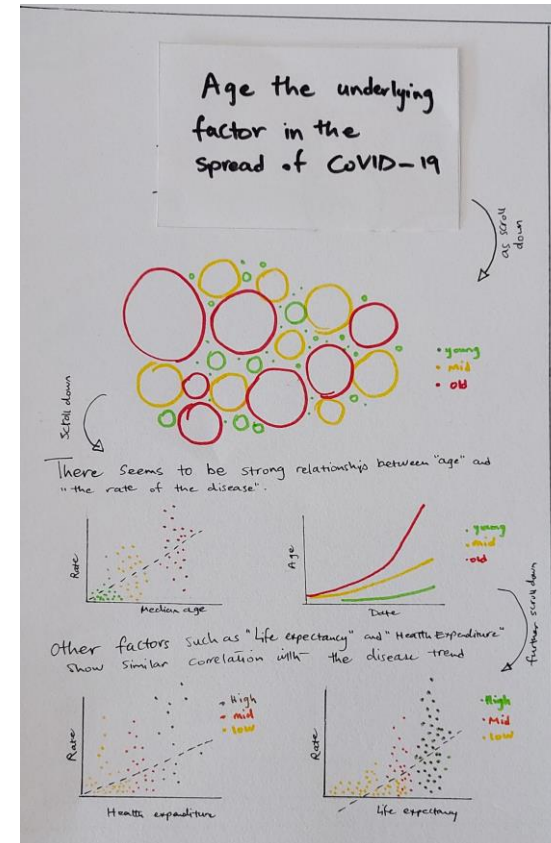 Age the underlying
factor in the
spread of COVID-19
as scroll
down
• young
• mid
• old
Scroll down
There seems to be strong relationship between "age" and
"the rate of the disease".
Rate
Median age
Age
Date
• young
• mid
• old
further scroll down
Other factors such as "Life expectancy" and "Health Expenditure"
show similar correlation with the disease trend
Rate
Health expenditure
• High
• mid
• low
Rate
Life expectancy
• High
• Mid
• low